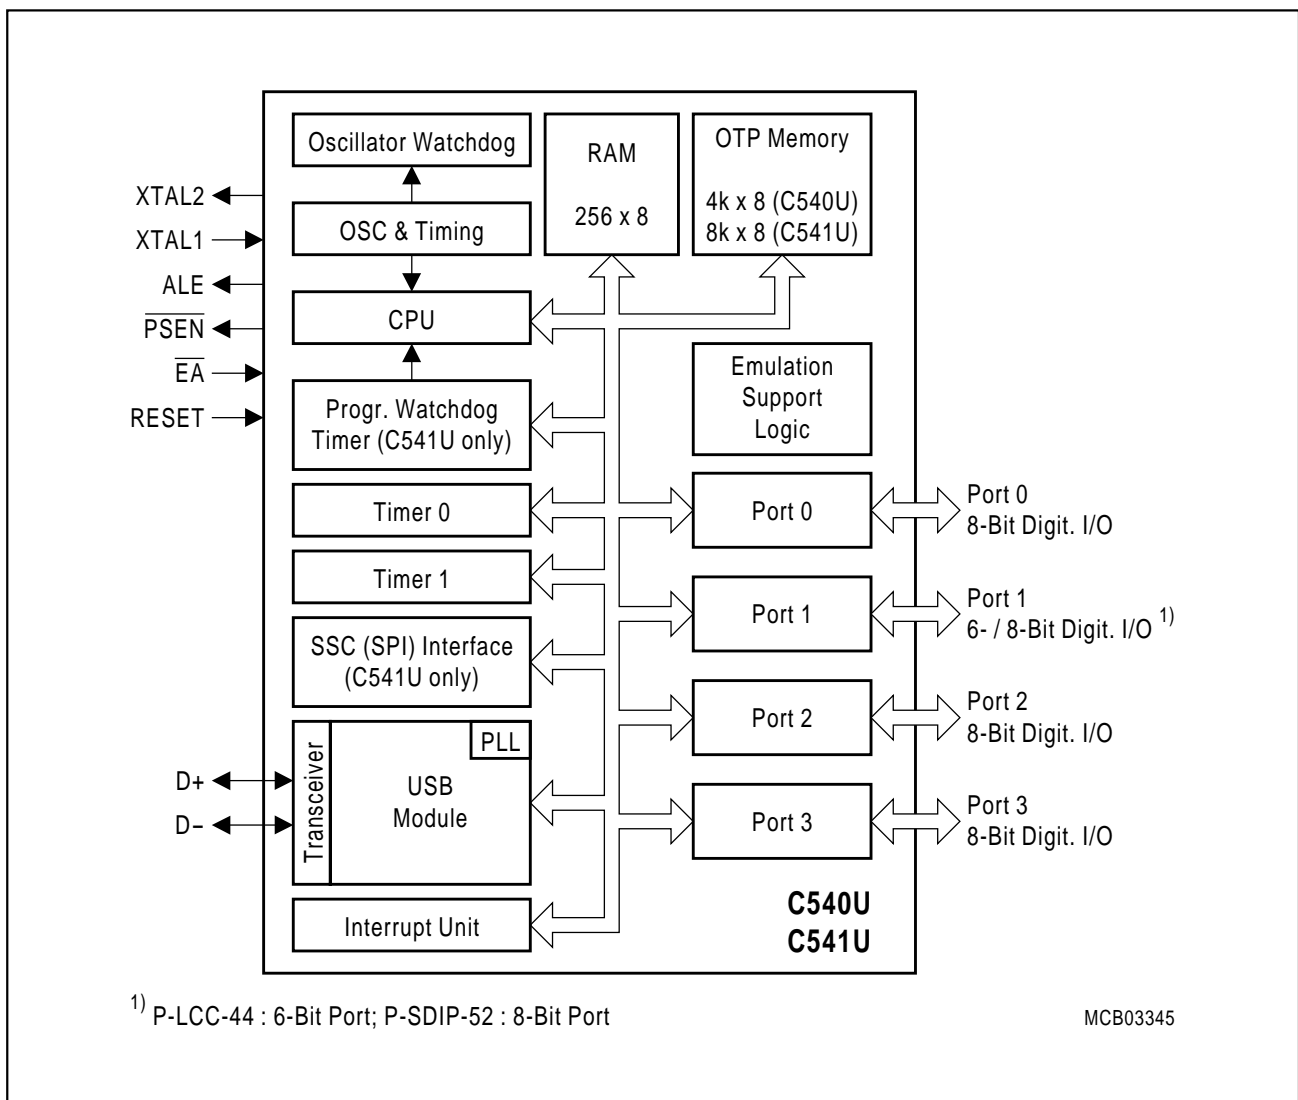 Oscillator Watchdog
OSC & Timing
CPU
Progr. Watchdog
Timer (C541U only)
Timer 0
Timer 1
SSC (SPI) Interface
(C541U only)
Transceiver
PLL
USB
Module
Interrupt Unit
RAM
256 x 8
OTP Memory
4k x 8 (C540U)
8k x 8 (C541U)
Emulation
Support
Logic
Port 0
Port 1
Port 2
Port 3
C540U
C541U
XTAL2
XTAL1
ALE
PSEN
EA
RESET
D+
D−
Port 0
8-Bit Digit. I/O
Port 1
6- / 8-Bit Digit. I/O 1)
Port 2
8-Bit Digit. I/O
Port 3
8-Bit Digit. I/O
1) P-LCC-44 : 6-Bit Port; P-SDIP-52 : 8-Bit Port
MCB03345